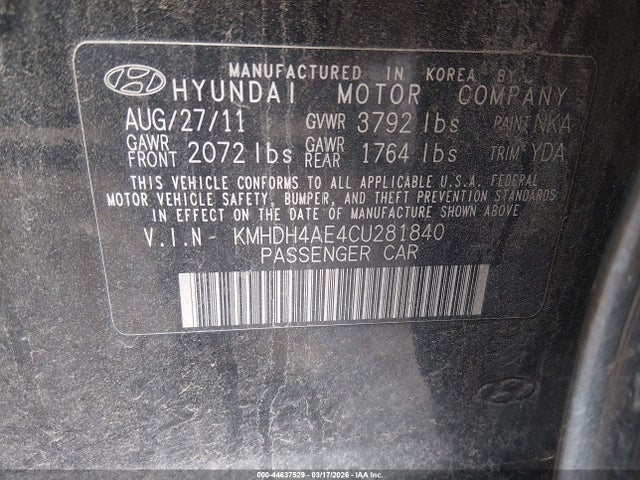 MANUFACTURED IN KOREA BY
HYUNDAI MOTOR COMPANY
AUG/27/11 GVWR 3792 lbs PAINT NKA
GAWR FRONT 2072 lbs GAWR REAR 1764 lbs TRIM YDA
THIS VEHICLE CONFORMS TO ALL APPLICABLE U.S.A. FEDERAL
MOTOR VEHICLE SAFETY, BUMPER, AND THEFT PREVENTION STANDARDS
IN EFFECT ON THE DATE OF MANUFACTURE SHOWN ABOVE.
V.I.N- KMHDH4AE4CU281840
PASSENGER CAR
000-44637529 - 03/17/2026 - IAA Corp.